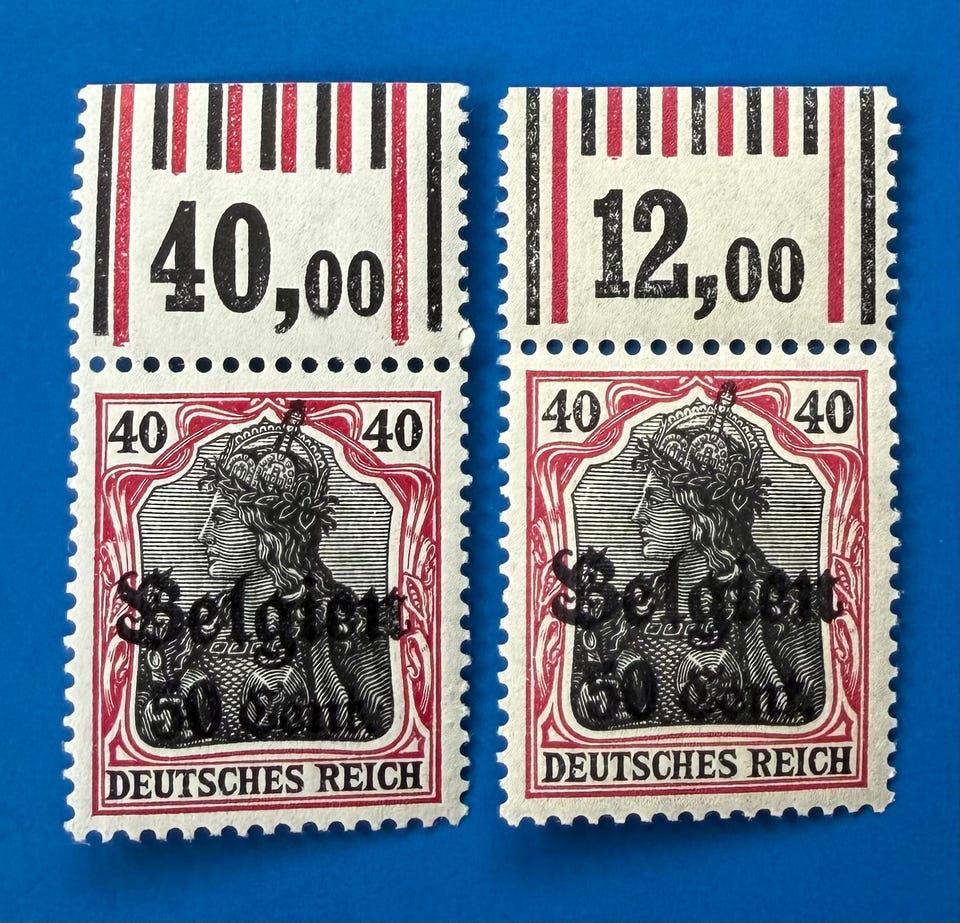 40,00
40 40
Belgien
50 Cent.
DEUTSCHES REICH
12,00
40 40
Belgien
50 Cent.
DEUTSCHES REICH